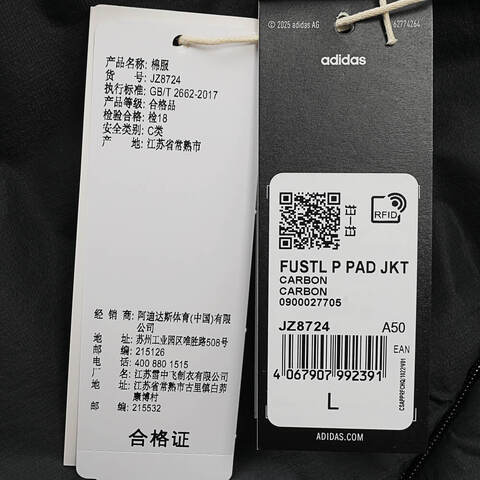 产品名称: 棉服
货 号: JZ8724
执行标准: GB/T 2662-2017
产品等级: 合格品
检验合格: 检18
安全类别: C类
产 地: 江苏省常熟市
经 销 商: 阿迪达斯体育(中国)有限
公司
地 址: 苏州工业园区唯胜路508号
邮 编: 215126
电 话: 400 880 1515
厂 名: 江苏雪中飞制衣有限公司
地 址: 江苏省常熟市古里镇白茆
康博村
邮 编: 215532
合格证
© 2025 adidas AG
62774264
adidas
扫一扫
RFID
FUSTL P PAD JKT
CARBON
CARBON
0900027705
JZ8724 A50
EAN
4 067907 992391
L
ADIDAS.COM